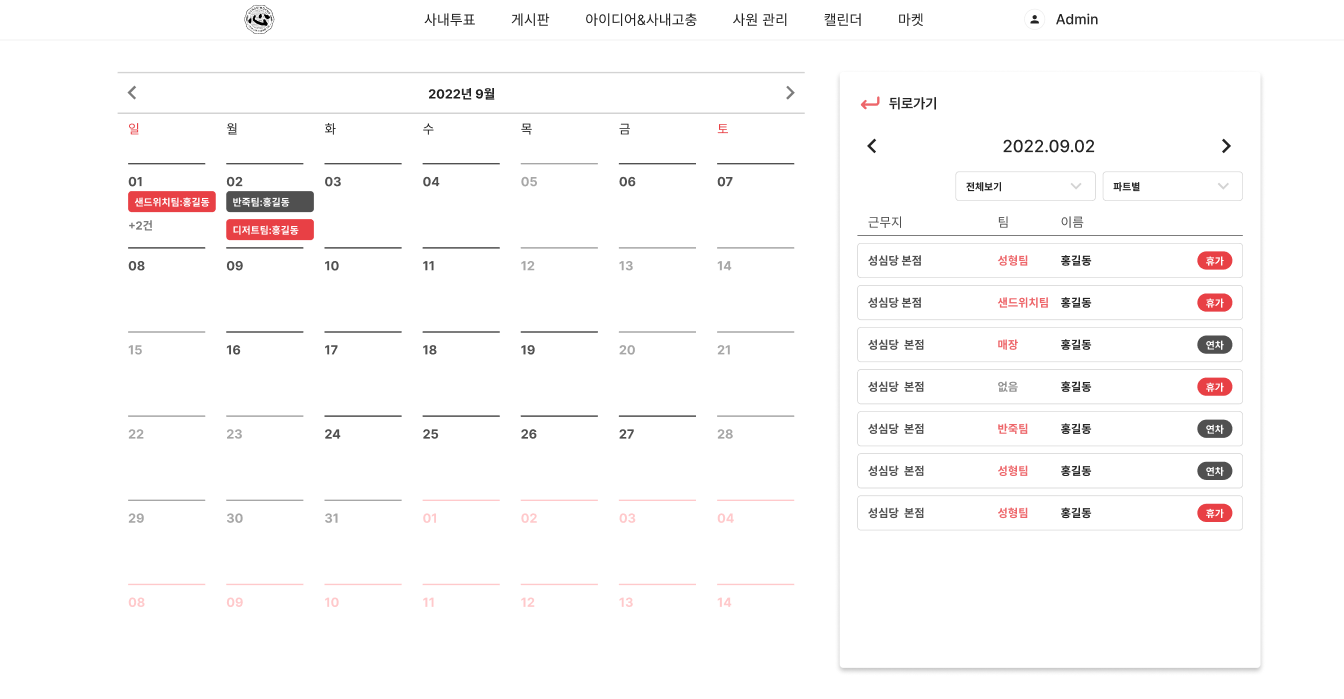 사내투표 게시판 아이디어&사내고충 사원 관리 캘린더 마켓 Admin
2022년 9월
일 월 화 수 목 금 토
01 02 03 04 05 06 07
샌드위치팀:홍길동 반죽팀:홍길동
+2건 디저트팀:홍길동
08 09 10 11 12 13 14
15 16 17 18 19 20 21
22 23 24 25 26 27 28
29 30 31 01 02 03 04
08 09 10 11 12 13 14
뒤로가기
2022.09.02
전체보기 파트별
근무지 팀 이름
성심당 본점 성형팀 홍길동 휴가
성심당 본점 샌드위치팀 홍길동 휴가
성심당 본점 매장 홍길동 연차
성심당 본점 없음 홍길동 휴가
성심당 본점 반죽팀 홍길동 연차
성심당 본점 성형팀 홍길동 연차
성심당 본점 성형팀 홍길동 휴가